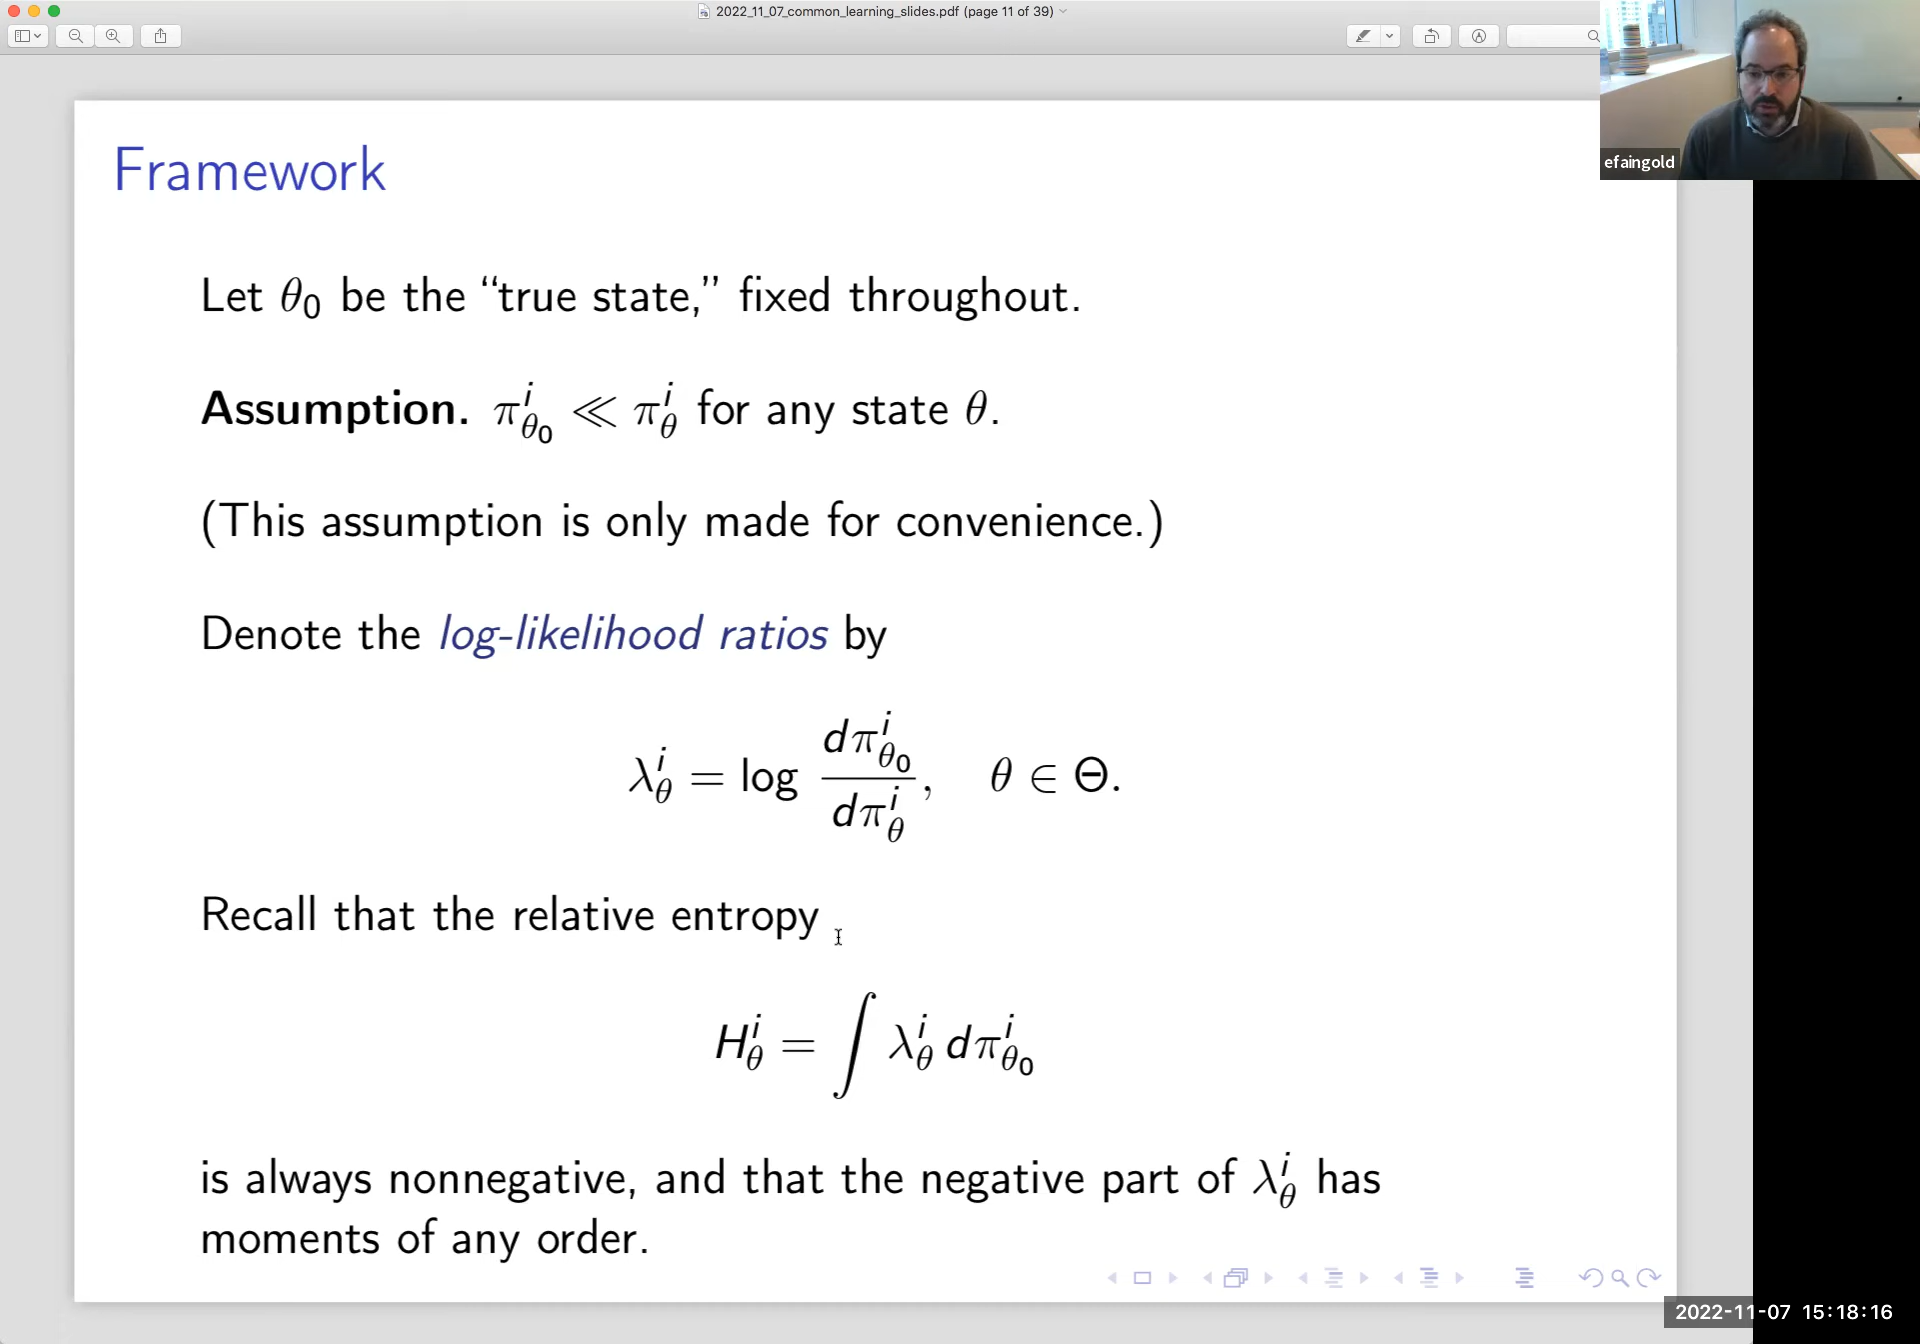 2022_11_07_common_learning_slides.pdf (page 11 of 39)
efaingold
Framework
Let θ₀ be the “true state,” fixed throughout.
Assumption. π^i_{θ₀} ≪ π^i_θ for any state θ.
(This assumption is only made for convenience.)
Denote the log-likelihood ratios by
λ^i_θ = log dπ^i_{θ₀} / dπ^i_θ, θ ∈ Θ.
Recall that the relative entropy
H^i_θ = ∫ λ^i_θ dπ^i_{θ₀}
is always nonnegative, and that the negative part of λ^i_θ has
moments of any order.
2022-11-07 15:18:16